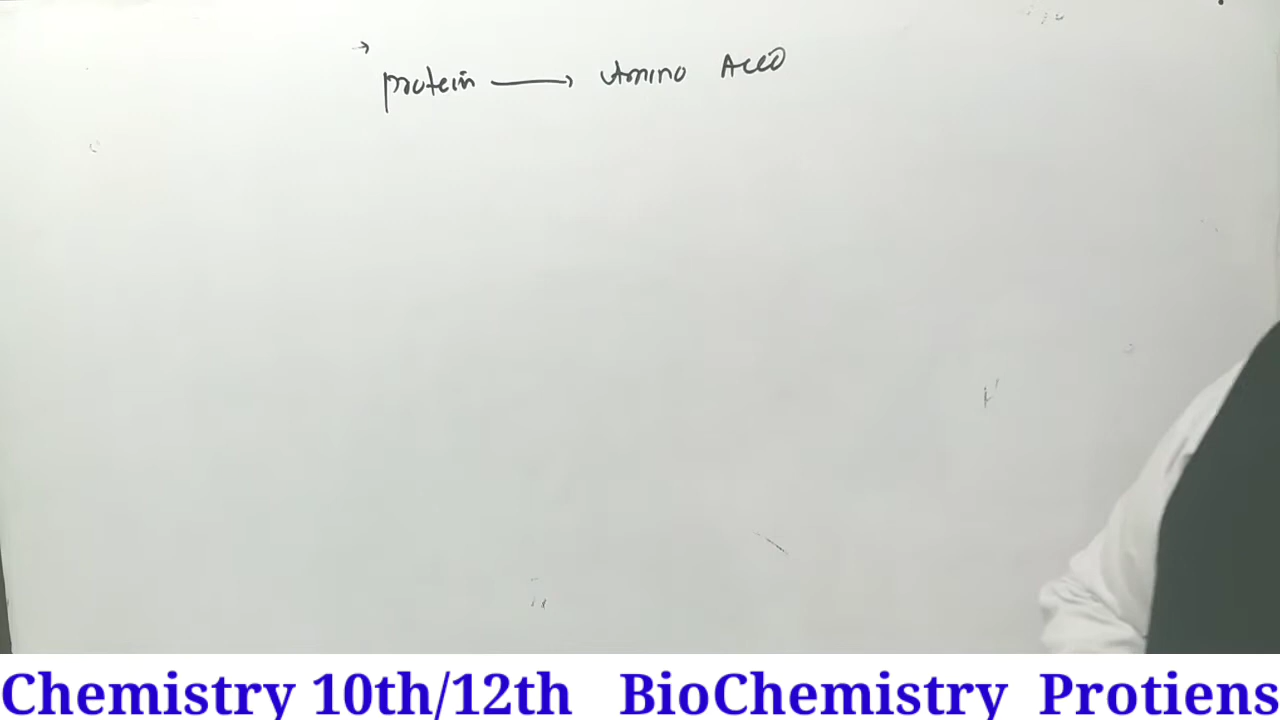 → protein → Amino Acid
Chemistry 10th/12th BioChemistry Protiens